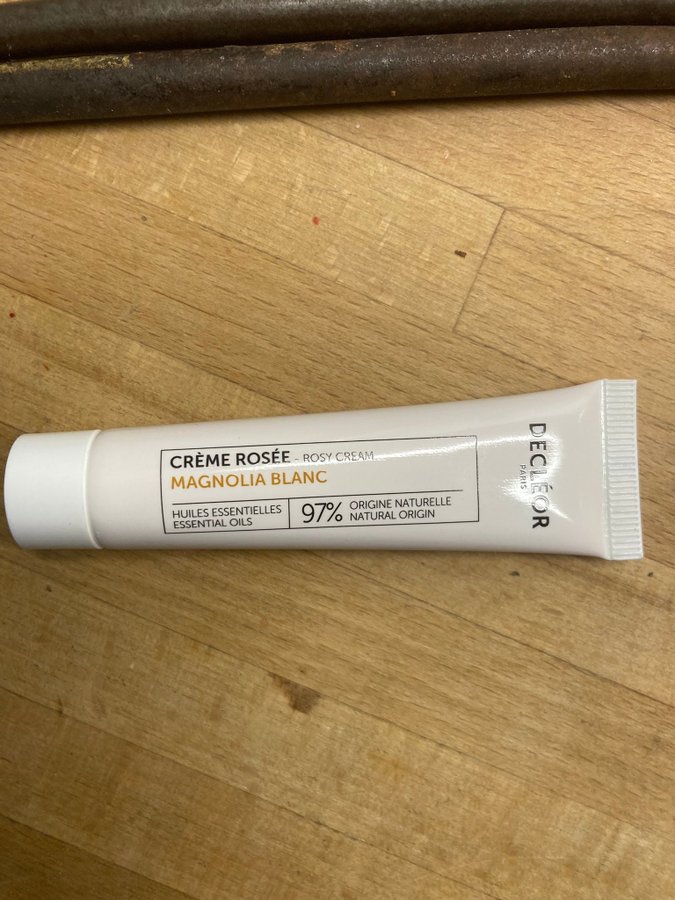 CRÈME ROSÉE - ROSY CREAM
MAGNOLIA BLANC
HUILES ESSENTIELLES
ESSENTIAL OILS
97% ORIGINE NATURELLE
NATURAL ORIGIN
DECLÉOR
PARIS